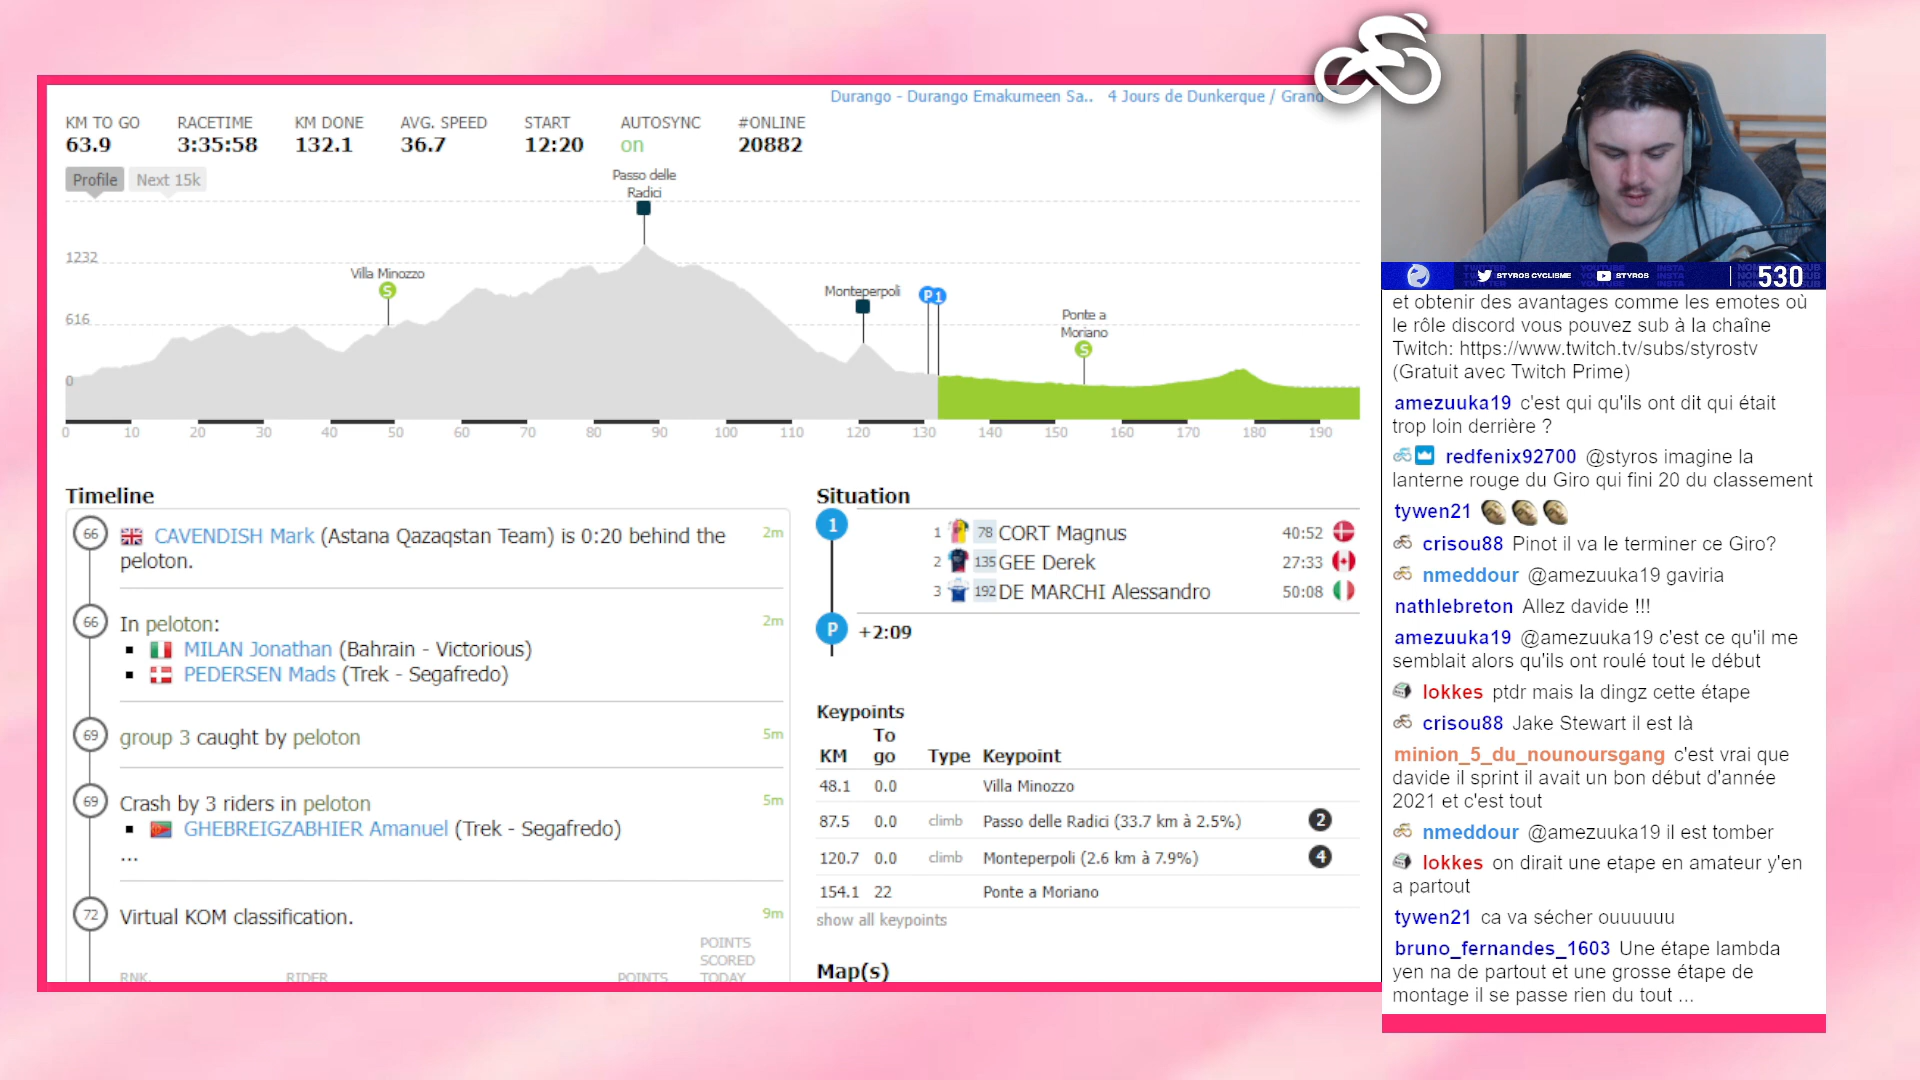 Durango - Durango Emakumeen Sa.. 4 Jours de Dunkerque / Grand
KM TO GO RACETIME KM DONE AVG. SPEED START AUTOSYNC #ONLINE
63.9 3:35:58 132.1 36.7 12:20 on 20882
Profile Next 15k
Passo delle
Radici
1232
Villa Minozzo
S
Monteperpoli
P 1
616
Ponte a
Moriano
S
0
0 10 20 30 40 50 60 70 80 90 100 110 120 130 140 150 160 170 180 190
Timeline
66 CAVENDISH Mark (Astana Qazaqstan Team) is 0:20 behind the 2m
peloton.
66 In peloton: 2m
MILAN Jonathan (Bahrain - Victorious)
PEDERSEN Mads (Trek - Segafredo)
69 group 3 caught by peloton 5m
69 Crash by 3 riders in peloton 5m
GHEBREIGZABHIER Amanuel (Trek - Segafredo)
...
72 Virtual KOM classification. 9m
POINTS
SCORED
RNK. RIDER POINTS TODAY
Situation
1
1 78 CORT Magnus 40:52
2 135 GEE Derek 27:33
3 192 DE MARCHI Alessandro 50:08
P +2:09
Keypoints
To
KM go Type Keypoint
48.1 0.0 Villa Minozzo
87.5 0.0 climb Passo delle Radici (33.7 km à 2.5%) 2
120.7 0.0 climb Monteperpoli (2.6 km à 7.9%) 4
154.1 22 Ponte a Moriano
show all keypoints
Map(s)
STYROS CYCLISME STYROS 530
et obtenir des avantages comme les emotes où
le rôle discord vous pouvez sub à la chaîne
Twitch: https://www.twitch.tv/subs/styrostv
(Gratuit avec Twitch Prime)
amezuuka19 c'est qui qu'ils ont dit qui était
trop loin derrière ?
redfenix92700 @styros imagine la
lanterne rouge du Giro qui fini 20 du classement
tywen21
crisou88 Pinot il va le terminer ce Giro?
nmeddour @amezuuka19 gaviria
nathlebreton Allez davide !!!
amezuuka19 @amezuuka19 c'est ce qu'il me
semblait alors qu'ils ont roulé tout le début
lokkes ptdr mais la dingz cette étape
crisou88 Jake Stewart il est là
minion_5_du_nounoursgang c'est vrai que
davide il sprint il avait un bon début d'année
2021 et c'est tout
nmeddour @amezuuka19 il est tomber
lokkes on dirait une etape en amateur y'en
a partout
tywen21 ca va sécher ouuuuuu
bruno_fernandes_1603 Une étape lambda
yen na de partout et une grosse étape de
montage il se passe rien du tout ...